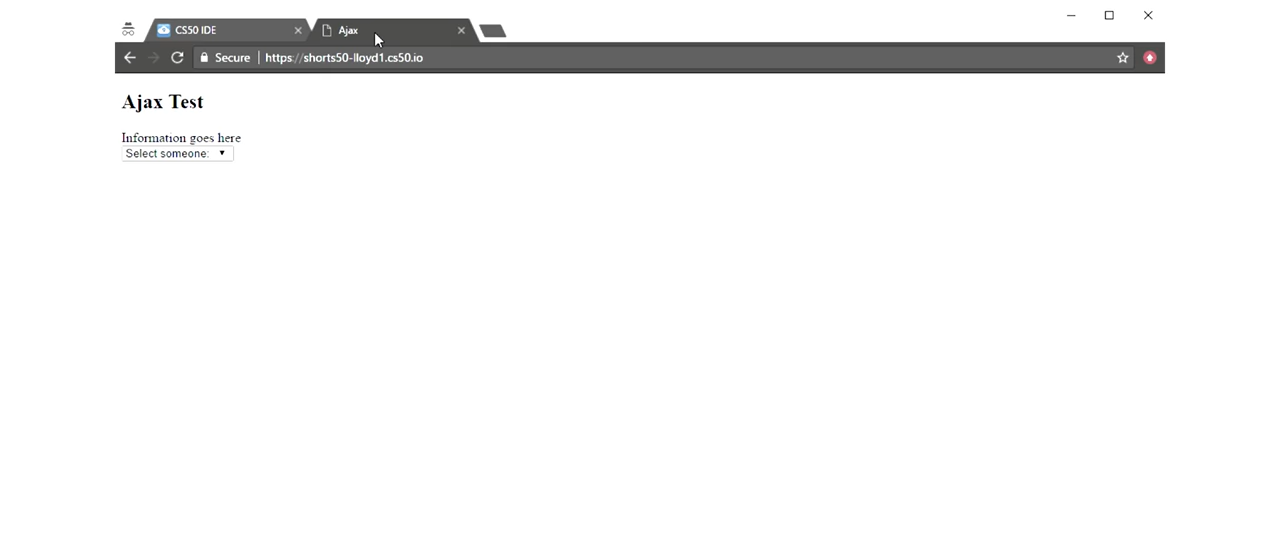 CS50 IDE
Ajax
Secure
https://shorts50-lloyd1.cs50.io
Ajax Test
Information goes here
Select someone: